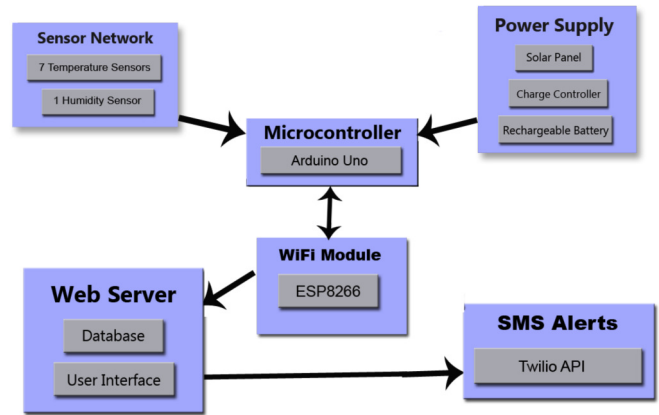 Sensor Network
7 Temperature Sensors
1 Humidity Sensor
Power Supply
Solar Panel
Charge Controller
Rechargeable Battery
Microcontroller
Arduino Uno
WiFi Module
ESP8266
Web Server
Database
User Interface
SMS Alerts
Twilio API